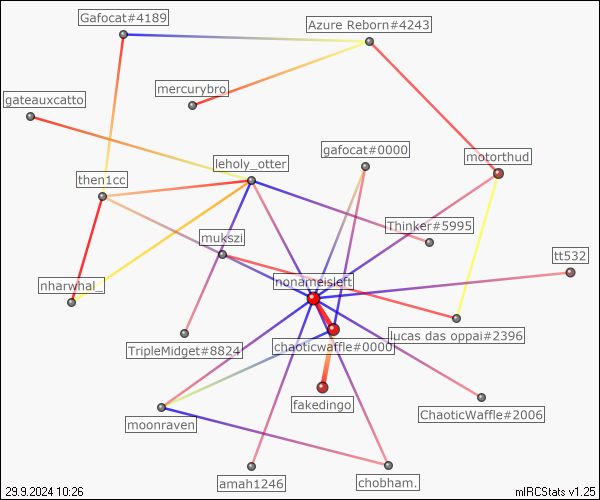 Gafocat#4189
Azure Reborn#4243
mercurybro
gateauxcatto
gafocat#0000
motorthud
leholy_otter
then1cc
Thinker#5995
mukszi
tt532
nonameisleft
nharwhal_
lucas das oppai#2396
chaoticwaffle#0000
TripleMidget#8824
fakedingo
ChaoticWaffle#2006
moonraven
amah1246
chobham.
29.9.2024 10:26
mIRCStats v1.25